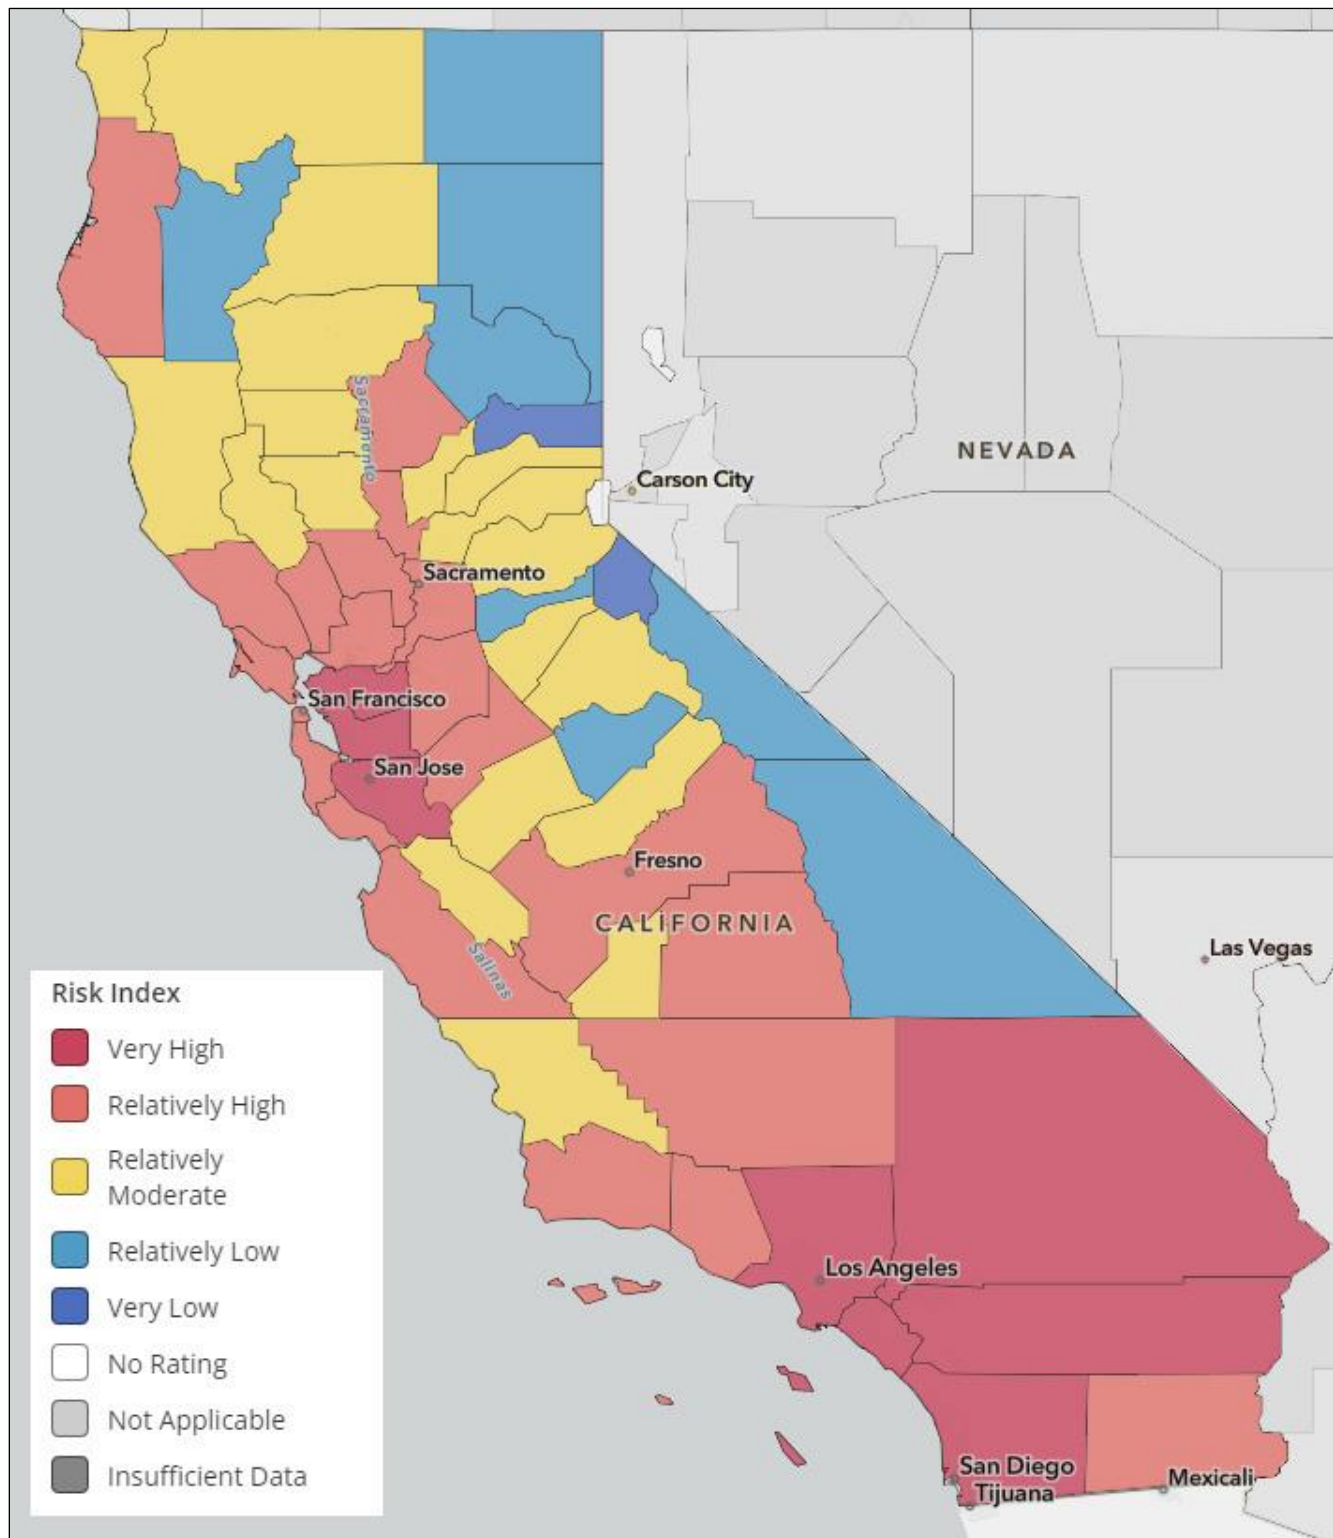 Sacramento
NEVADA
Carson City
Sacramento
San Francisco
San Jose
Fresno
CALIFORNIA
Las Vegas
Salinas
Risk Index
Very High
Relatively High
Relatively
Moderate
Relatively Low
Very Low
No Rating
Not Applicable
Insufficient Data
Los Angeles
San Diego
Tijuana
Mexicali